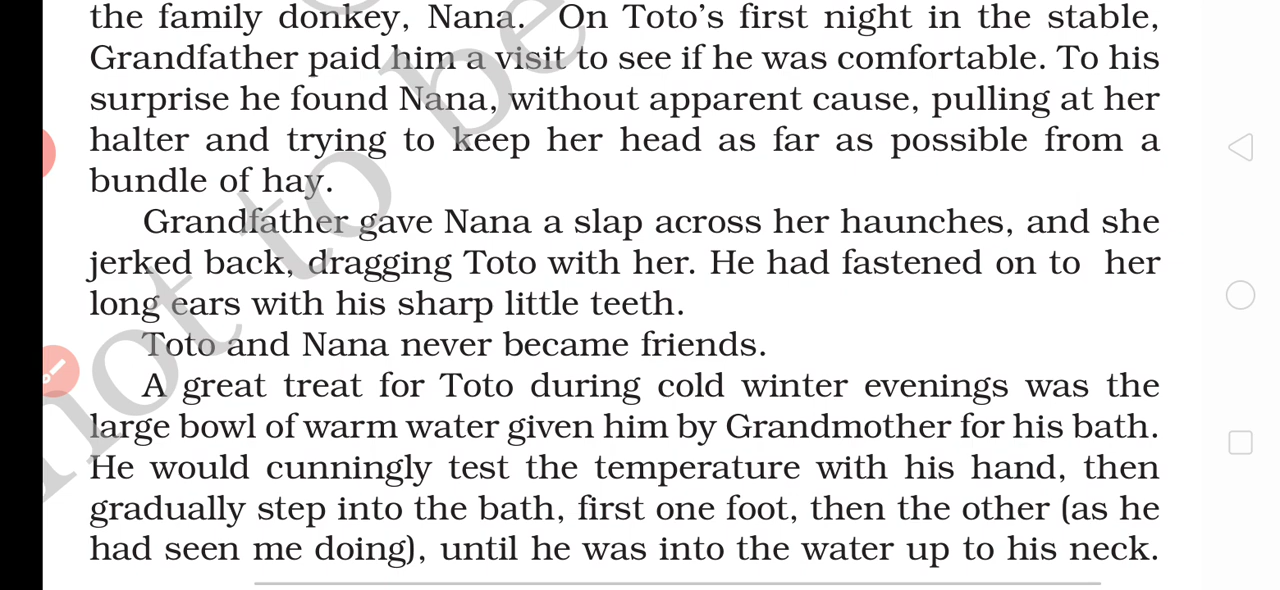 the family donkey, Nana. On Toto's first night in the stable,
Grandfather paid him a visit to see if he was comfortable. To his
surprise he found Nana, without apparent cause, pulling at her
halter and trying to keep her head as far as possible from a
bundle of hay.
Grandfather gave Nana a slap across her haunches, and she
jerked back, dragging Toto with her. He had fastened on to her
long ears with his sharp little teeth.
Toto and Nana never became friends.
A great treat for Toto during cold winter evenings was the
large bowl of warm water given him by Grandmother for his bath.
He would cunningly test the temperature with his hand, then
gradually step into the bath, first one foot, then the other (as he
had seen me doing), until he was into the water up to his neck.
not to be